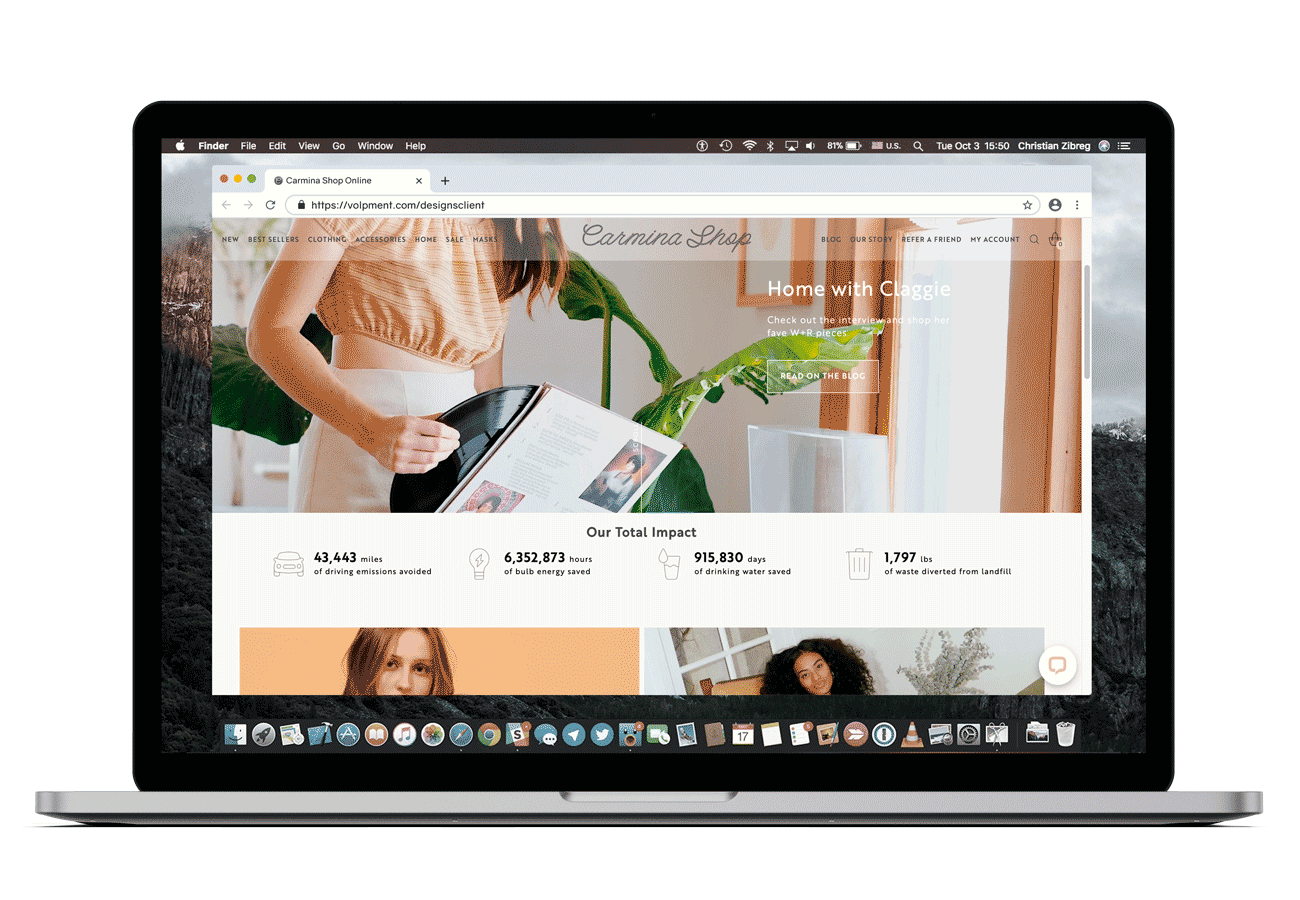 Finder File Edit View Go Window Help 81% U.S. Tue Oct 3 15:50 Christian Zibreg
Carmina Shop Online
https://volpment.com/designsclient
NEW BEST SELLERS CLOTHING ACCESSORIES HOME SALE MASKS Carmina Shop BLOG OUR STORY REFER A FRIEND MY ACCOUNT 0
Home with Claggie
Check out the interview and shop her
fave W+R pieces
READ ON THE BLOG
Our Total Impact
43,443 miles
of driving emissions avoided
6,352,873 hours
of bulb energy saved
915,830 days
of drinking water saved
1,797 lbs
of waste diverted from landfill
17